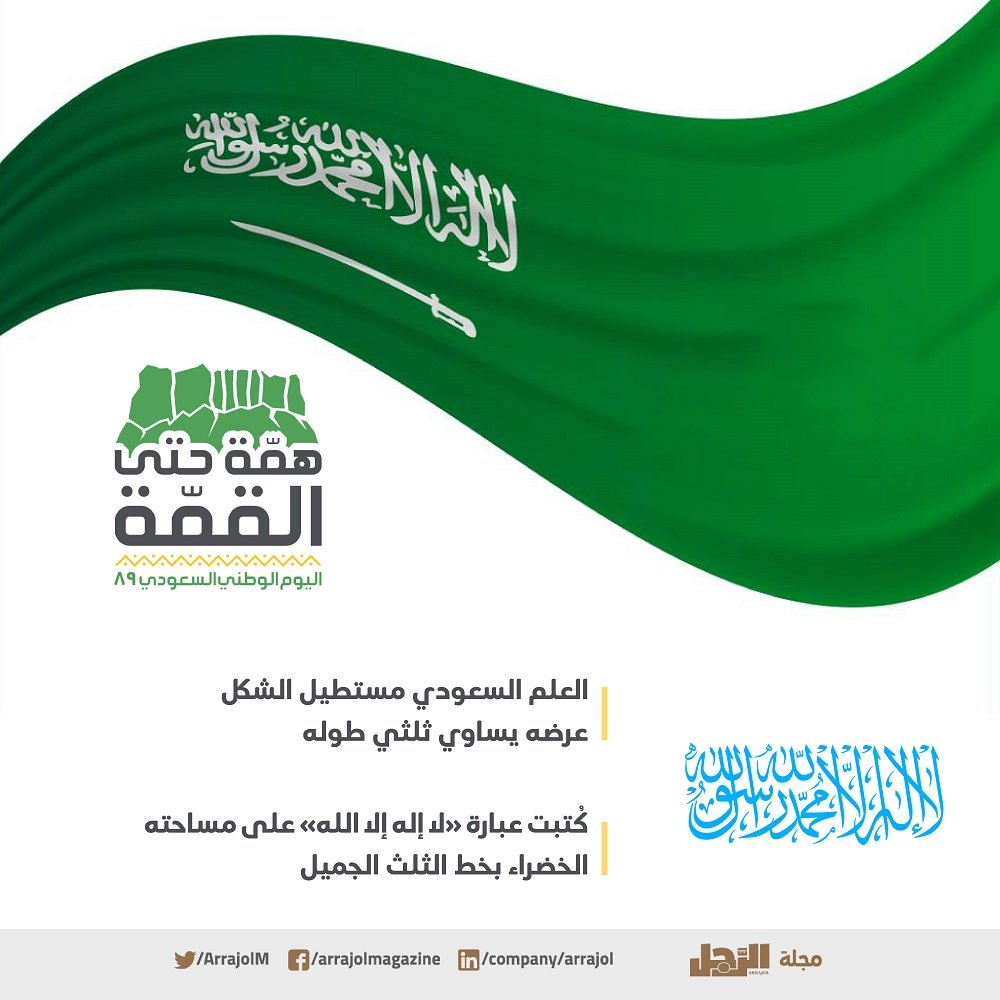 لا إله إلا الله محمد رسول الله
همّة حتى
القمّة
اليوم الوطني السعودي ٨٩
العلم السعودي مستطيل الشكل
عرضه يساوي ثلثي طوله
لا إله إلا الله محمد رسول الله
كُتبت عبارة «لا إله إلا الله» على مساحته
الخضراء بخط الثلث الجميل
/ArrajolM
/arrajolmagazine
/company/arrajol
مجلة الرَّجل
ARRAJOL